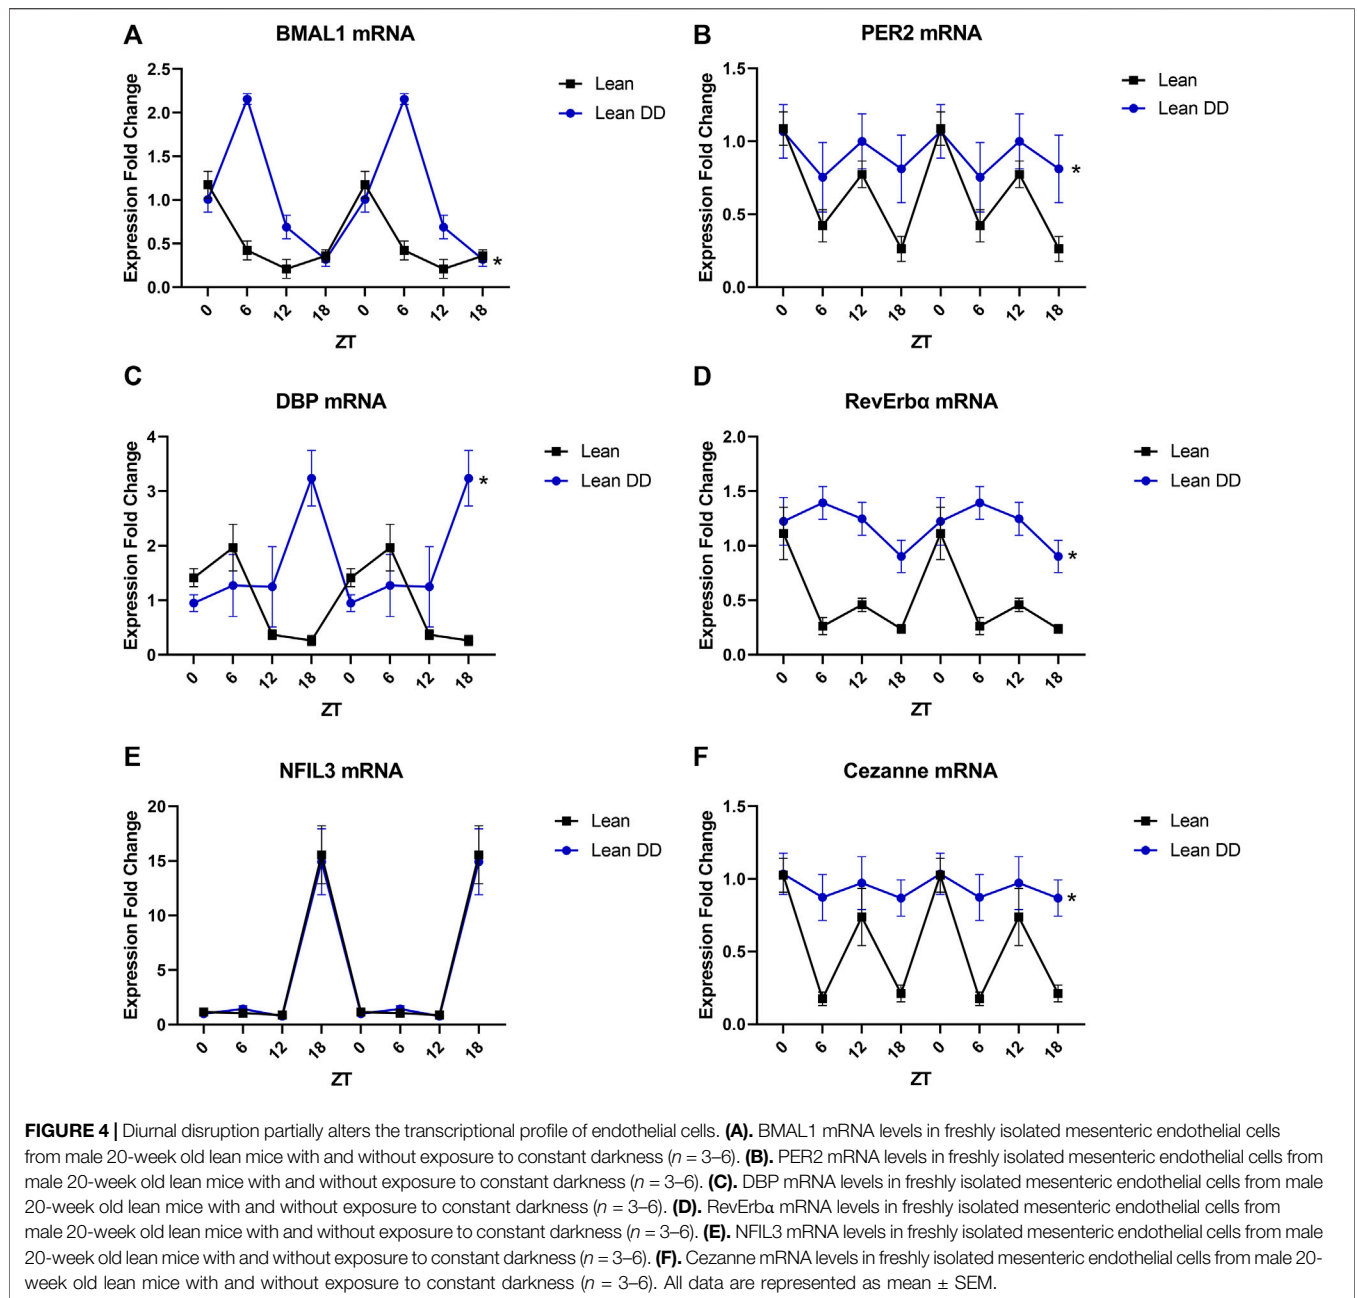 A
BMAL1 mRNA
Expression Fold Change
2.5
2.0
1.5
1.0
0.5
0.0
0 6 12 18 0 6 12 18
ZT
Lean
Lean DD
*
B
PER2 mRNA
Expression Fold Change
1.5
1.0
0.5
0.0
0 6 12 18 0 6 12 18
ZT
Lean
Lean DD
*
C
DBP mRNA
Expression Fold Change
4
3
2
1
0
0 6 12 18 0 6 12 18
ZT
Lean
Lean DD
*
D
RevErbα mRNA
Expression Fold Change
2.0
1.5
1.0
0.5
0.0
0 6 12 18 0 6 12 18
ZT
Lean
Lean DD
*
E
NFIL3 mRNA
Expression Fold Change
20
15
10
5
0
0 6 12 18 0 6 12 18
ZT
Lean
Lean DD
F
Cezanne mRNA
Expression Fold Change
1.5
1.0
0.5
0.0
0 6 12 18 0 6 12 18
ZT
Lean
Lean DD
*
FIGURE 4 | Diurnal disruption partially alters the transcriptional profile of endothelial cells. (A). BMAL1 mRNA levels in freshly isolated mesenteric endothelial cells
from male 20-week old lean mice with and without exposure to constant darkness (n = 3–6). (B). PER2 mRNA levels in freshly isolated mesenteric endothelial cells from
male 20-week old lean mice with and without exposure to constant darkness (n = 3–6). (C). DBP mRNA levels in freshly isolated mesenteric endothelial cells from male
20-week old lean mice with and without exposure to constant darkness (n = 3–6). (D). RevErbα mRNA levels in freshly isolated mesenteric endothelial cells from
male 20-week old lean mice with and without exposure to constant darkness (n = 3–6). (E). NFIL3 mRNA levels in freshly isolated mesenteric endothelial cells from male
20-week old lean mice with and without exposure to constant darkness (n = 3–6). (F). Cezanne mRNA levels in freshly isolated mesenteric endothelial cells from male 20-
week old lean mice with and without exposure to constant darkness (n = 3–6). All data are represented as mean ± SEM.